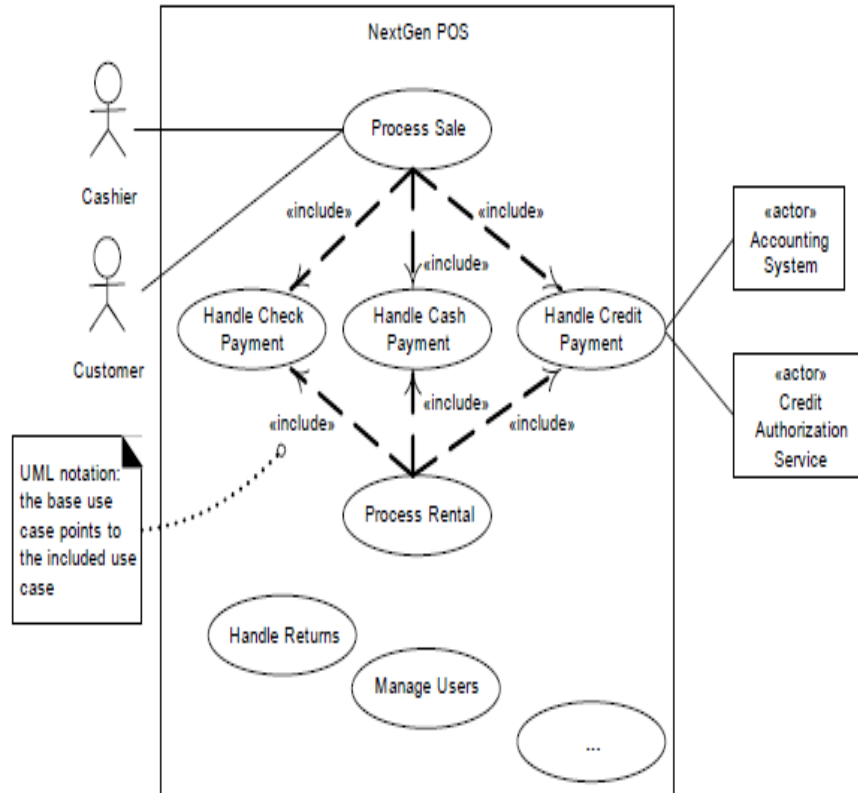 NextGen POS
Process Sale
Cashier
«include»
«include»
«include»
«actor»
Accounting
System
Handle Check
Payment
Handle Cash
Payment
Handle Credit
Payment
Customer
«actor»
Credit
Authorization
Service
«include»
«include»
«include»
UML notation:
the base use
case points to
the included use
case
Process Rental
Handle Returns
Manage Users
...